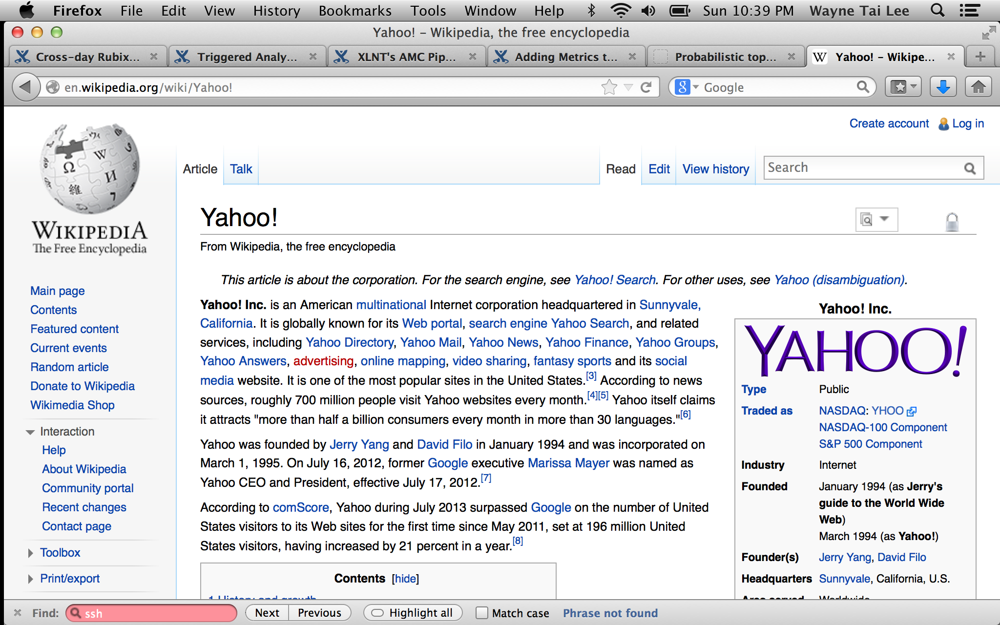 Firefox File Edit View History Bookmarks Tools Window Help Sun 10:39 PM Wayne Tai Lee
Yahoo! – Wikipedia, the free encyclopedia
Cross-day Rubix... Triggered Analy... XLNT's AMC Pip... Adding Metrics t... Probabilistic top... W Yahoo! – Wikipe...
en.wikipedia.org/wiki/Yahoo! g Google
Create account Log in
Article Talk Read Edit View history Search
Ω W И 維 7
WIKIPEDIA
The Free Encyclopedia
Main page
Contents
Featured content
Current events
Random article
Donate to Wikipedia
Wikimedia Shop
Interaction
Help
About Wikipedia
Community portal
Recent changes
Contact page
Toolbox
Print/export
Yahoo!
From Wikipedia, the free encyclopedia
This article is about the corporation. For the search engine, see Yahoo! Search. For other uses, see Yahoo (disambiguation).
Yahoo! Inc. is an American multinational Internet corporation headquartered in Sunnyvale,
California. It is globally known for its Web portal, search engine Yahoo Search, and related
services, including Yahoo Directory, Yahoo Mail, Yahoo News, Yahoo Finance, Yahoo Groups,
Yahoo Answers, advertising, online mapping, video sharing, fantasy sports and its social
media website. It is one of the most popular sites in the United States.[3] According to news
sources, roughly 700 million people visit Yahoo websites every month.[4][5] Yahoo itself claims
it attracts "more than half a billion consumers every month in more than 30 languages."[6]
Yahoo was founded by Jerry Yang and David Filo in January 1994 and was incorporated on
March 1, 1995. On July 16, 2012, former Google executive Marissa Mayer was named as
Yahoo CEO and President, effective July 17, 2012.[7]
According to comScore, Yahoo during July 2013 surpassed Google on the number of United
States visitors to its Web sites for the first time since May 2011, set at 196 million United
States visitors, having increased by 21 percent in a year.[8]
Contents [hide]
1 History and growth
Yahoo! Inc.
YAHOO!
Type Public
Traded as NASDAQ: YHOO
NASDAQ-100 Component
S&P 500 Component
Industry Internet
Founded January 1994 (as Jerry's
guide to the World Wide
Web)
March 1994 (as Yahoo!)
Founder(s) Jerry Yang, David Filo
Headquarters Sunnyvale, California, U.S.
Area served Worldwide
Find: ssh Next Previous Highlight all Match case Phrase not found